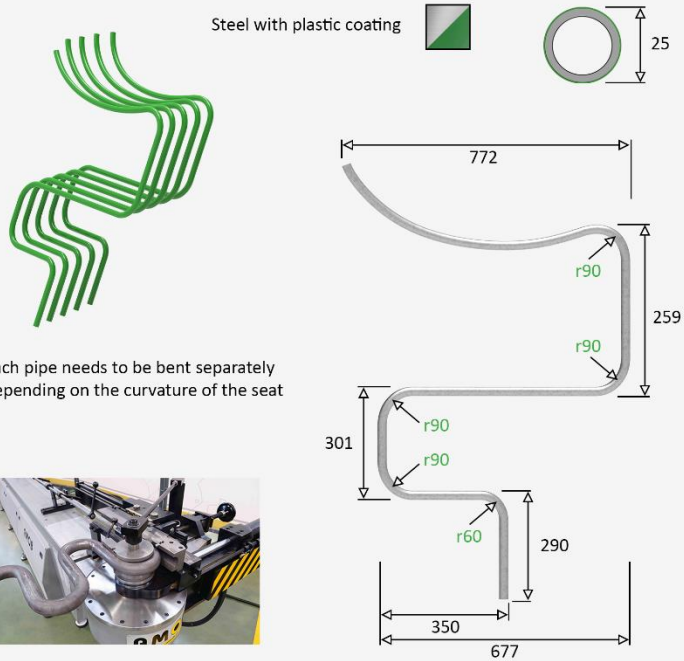 Steel with plastic coating
25
772
r90
259
r90
r90
301
r90
r60
290
350
677
ch pipe needs to be bent separately
epending on the curvature of the seat